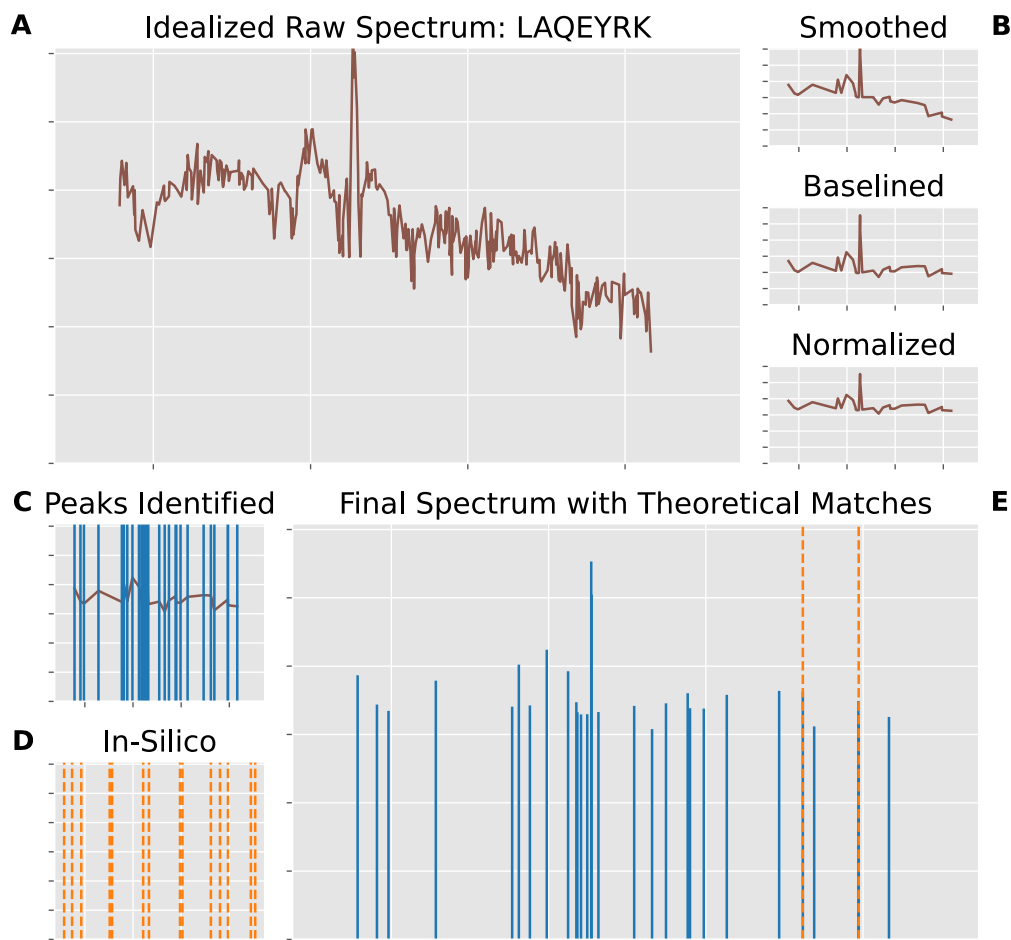 A Idealized Raw Spectrum: LAQEYRK
Smoothed B
Baselined
Normalized
C Peaks Identified
Final Spectrum with Theoretical Matches E
D In-Silico